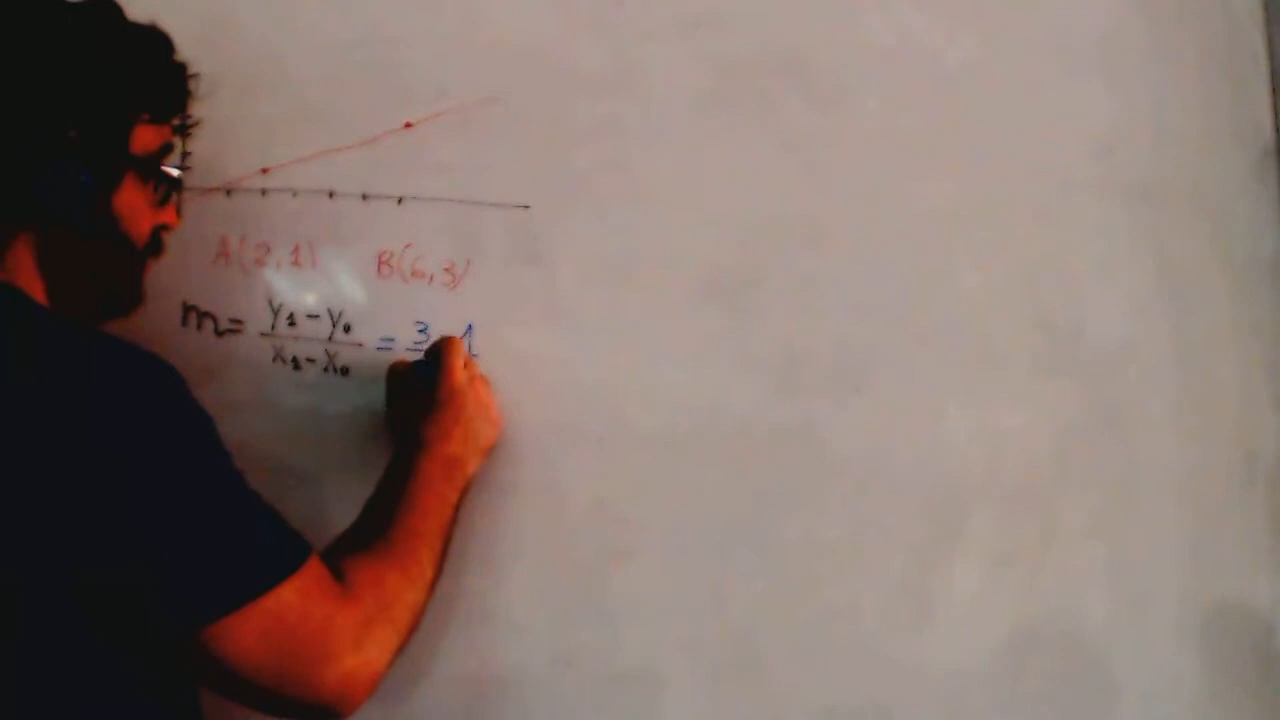 A(2,1) B(6,3)
m = y₁ - y₀ / x₁ - x₀ = 3 - 1